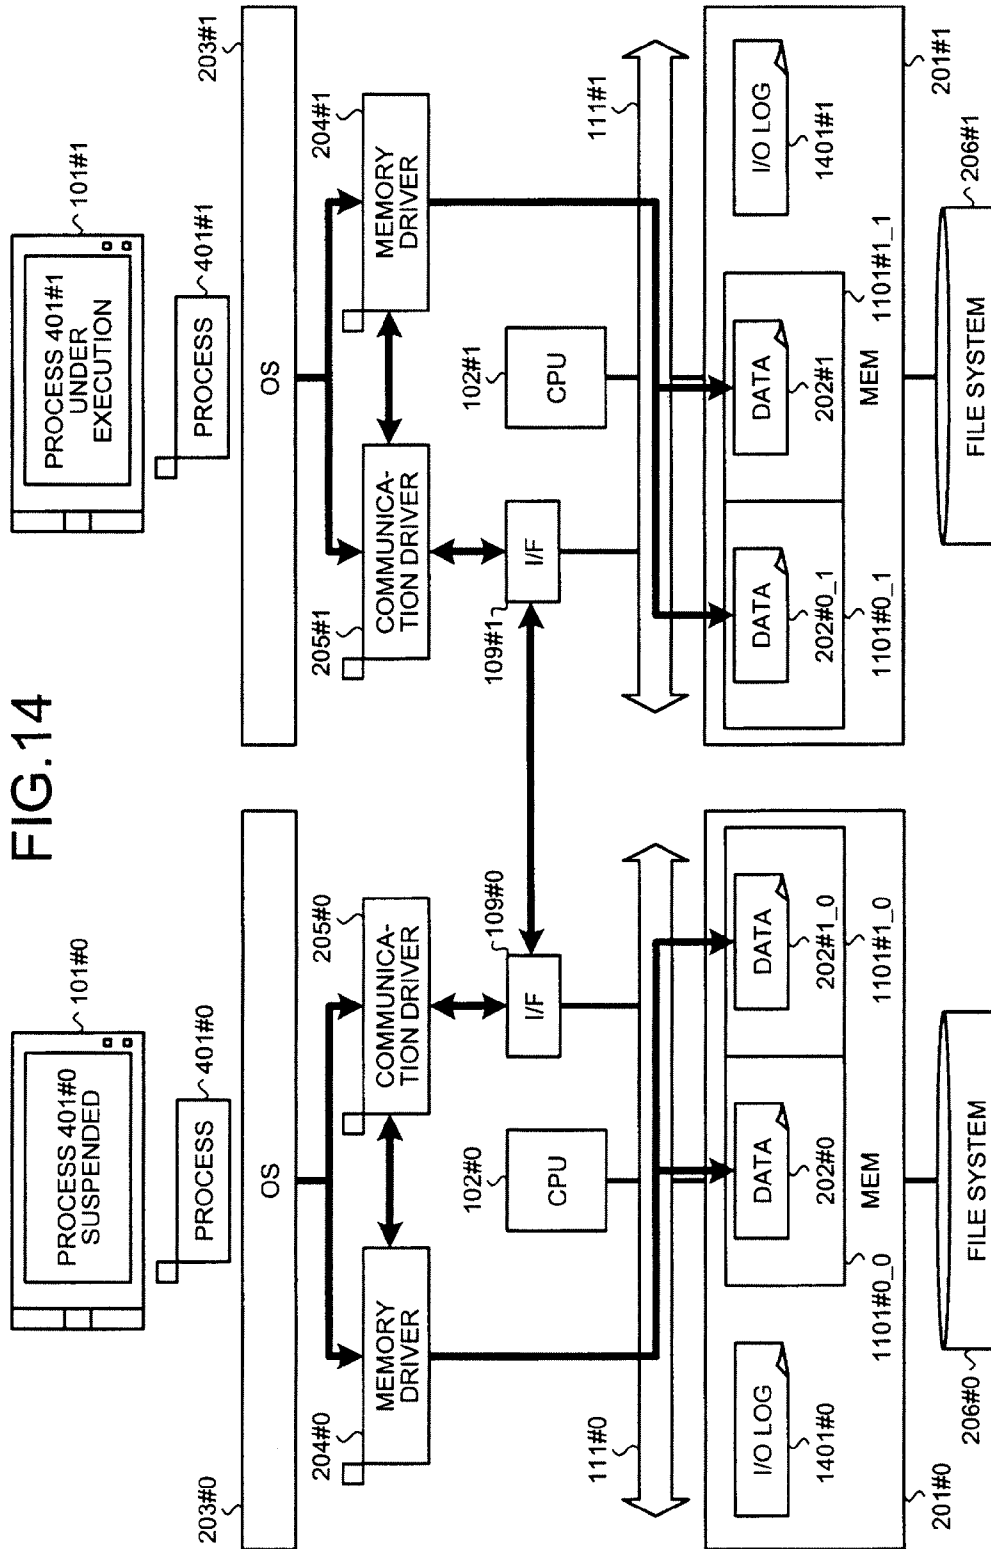 FIG.14
PROCESS 401#0
SUSPENDED
101#0
PROCESS
401#0
203#0
OS
204#0
MEMORY
DRIVER
205#0
COMMUNICA-
TION DRIVER
102#0
CPU
109#0
I/F
111#0
I/O LOG
1401#0
DATA
202#0
DATA
202#1_0
1101#0_0
MEM
1101#1_0
201#0
206#0
FILE SYSTEM
PROCESS 401#1
UNDER
EXECUTION
101#1
PROCESS
401#1
203#1
OS
205#1
COMMUNICA-
TION DRIVER
204#1
MEMORY
DRIVER
109#1
I/F
102#1
CPU
111#1
DATA
202#0_1
DATA
202#1
I/O LOG
1401#1
1101#0_1
MEM
1101#1_1
201#1
206#1
FILE SYSTEM